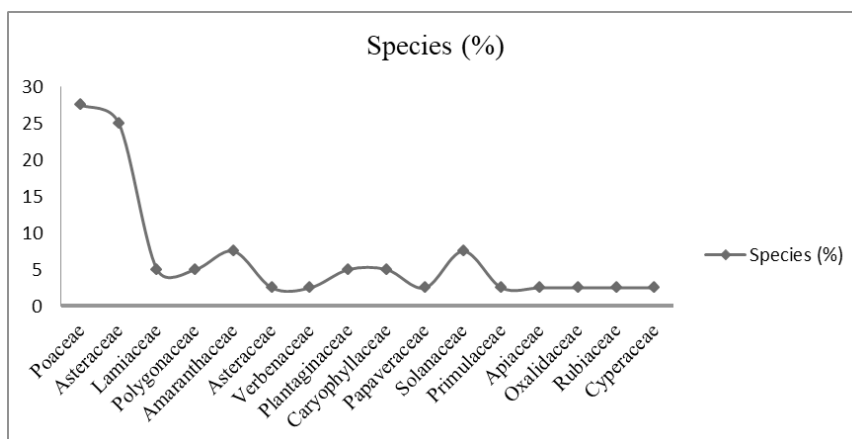 Species (%)
30
25
20
15
10
5
0
Species (%)
Poaceae
Asteraceae
Lamiaceae
Polygonaceae
Amaranthaceae
Asteraceae
Verbenaceae
Plantaginaceae
Caryophyllaceae
Papaveraceae
Solanaceae
Primulaceae
Apiaceae
Oxalidaceae
Rubiaceae
Cyperaceae